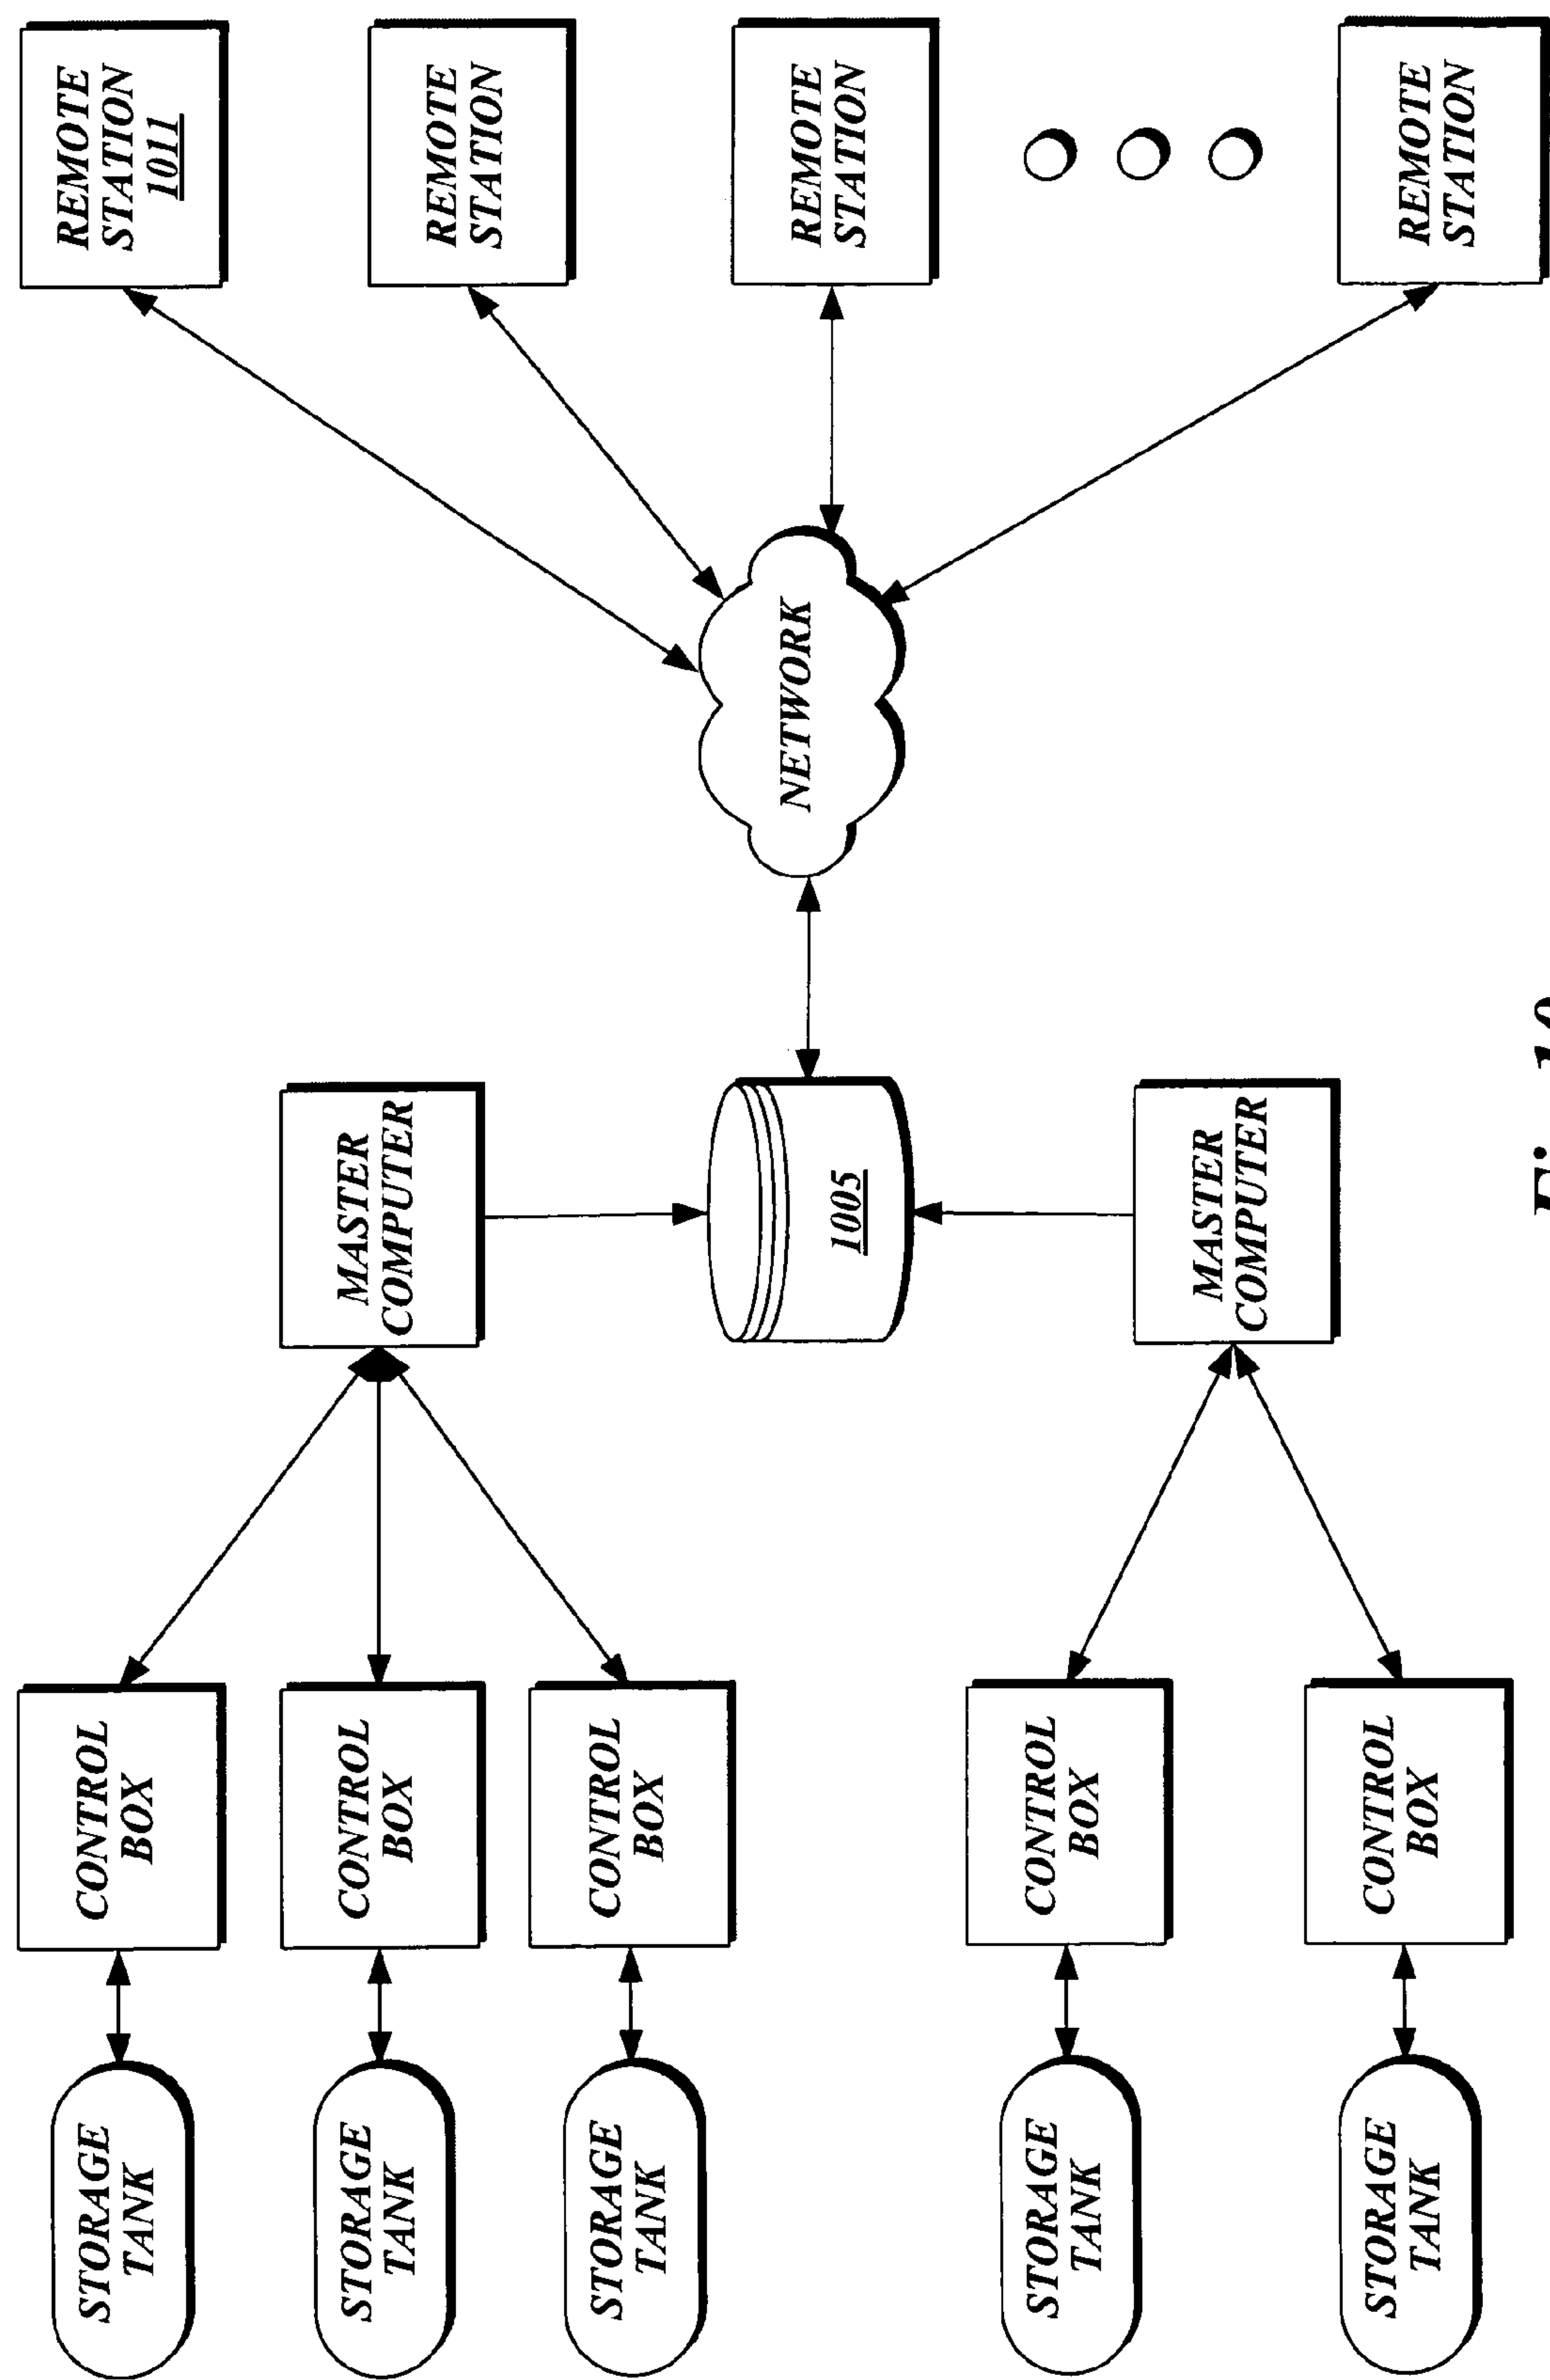 STORAGE
TANK
CONTROL
BOX
REMOTE
STATION
1011
STORAGE
TANK
CONTROL
BOX
MASTER
COMPUTER
REMOTE
STATION
STORAGE
TANK
CONTROL
BOX
1005
NETWORK
REMOTE
STATION
STORAGE
TANK
CONTROL
BOX
MASTER
COMPUTER
STORAGE
TANK
CONTROL
BOX
REMOTE
STATION